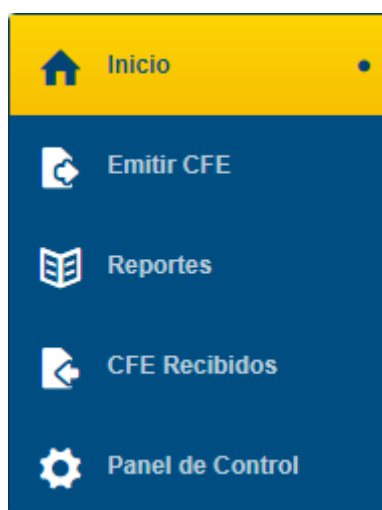 Inicio
Emitir CFE
Reportes
CFE Recibidos
Panel de Control